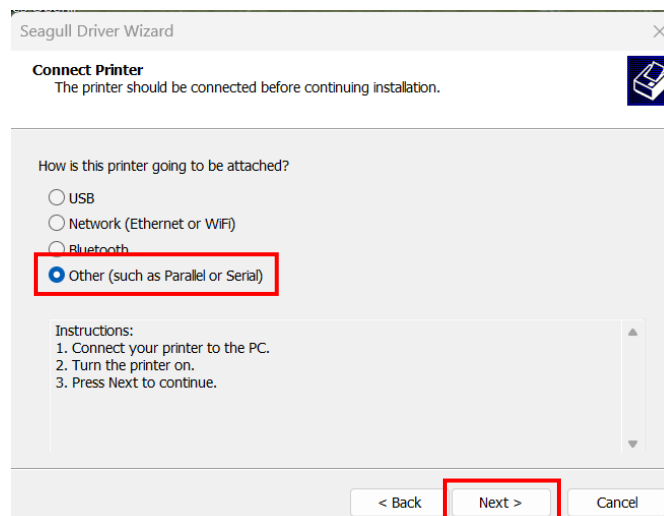 Seagull Driver Wizard
Connect Printer
The printer should be connected before continuing installation.
How is this printer going to be attached?
USB
Network (Ethernet or WiFi)
Bluetooth
Other (such as Parallel or Serial)
Instructions:
1. Connect your printer to the PC.
2. Turn the printer on.
3. Press Next to continue.
< Back Next > Cancel